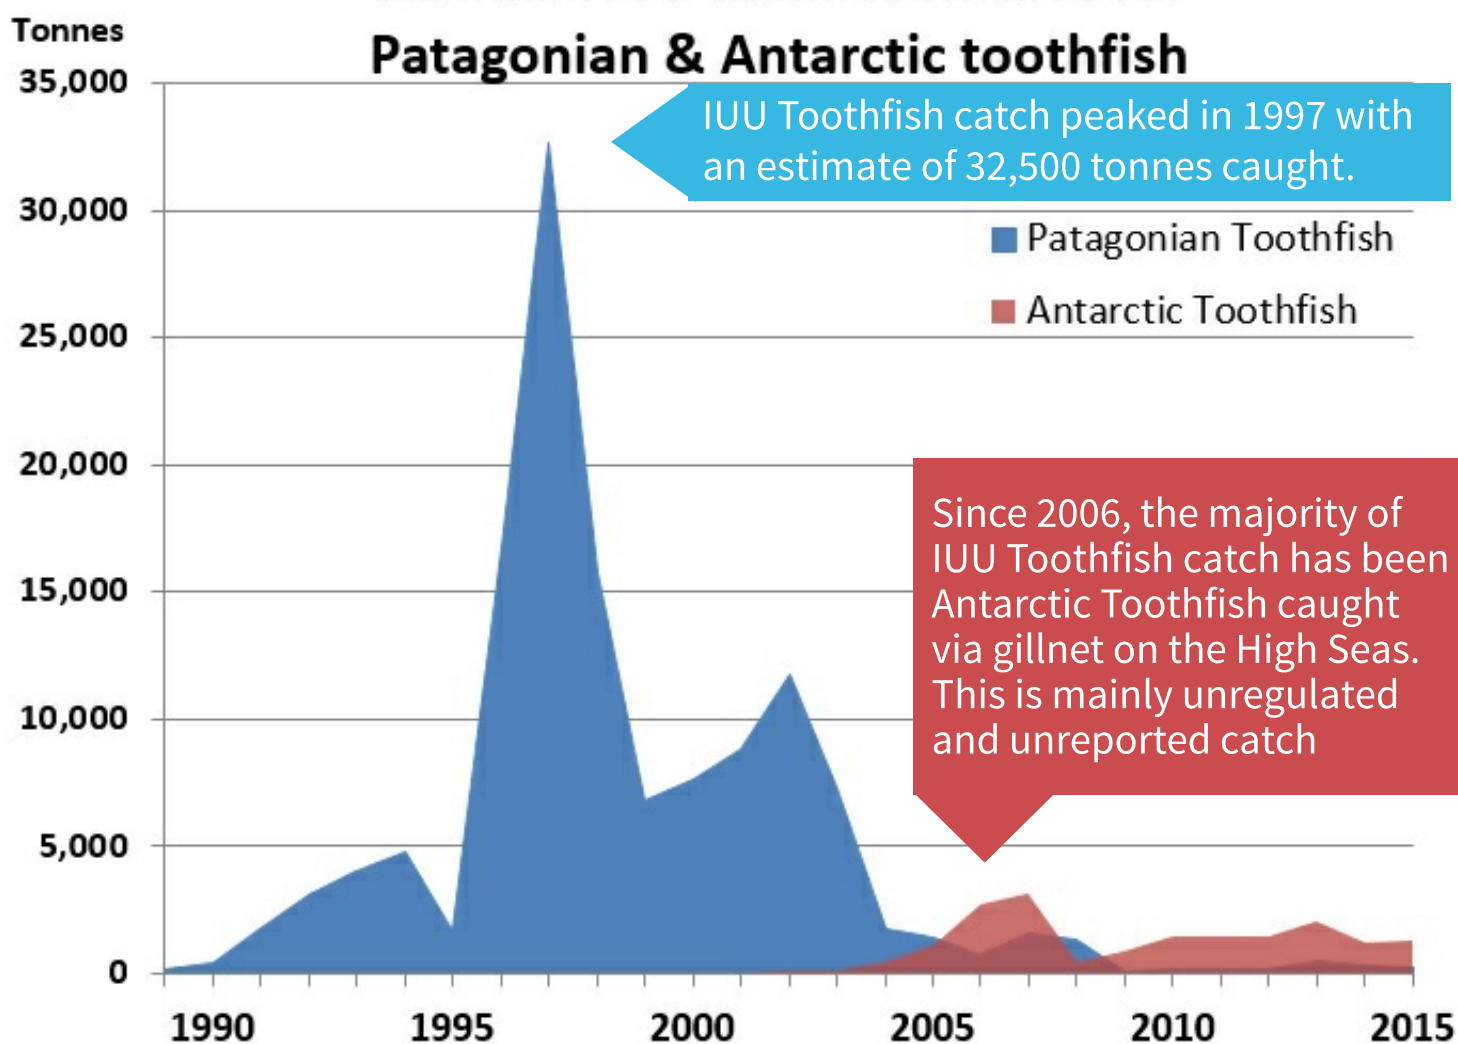 Tonnes
Patagonian & Antarctic toothfish
35,000
IUU Toothfish catch peaked in 1997 with
an estimate of 32,500 tonnes caught.
30,000
Patagonian Toothfish
Antarctic Toothfish
25,000
20,000
Since 2006, the majority of
IUU Toothfish catch has been
Antarctic Toothfish caught
via gillnet on the High Seas.
This is mainly unregulated
and unreported catch
15,000
10,000
5,000
0
1990 1995 2000 2005 2010 2015